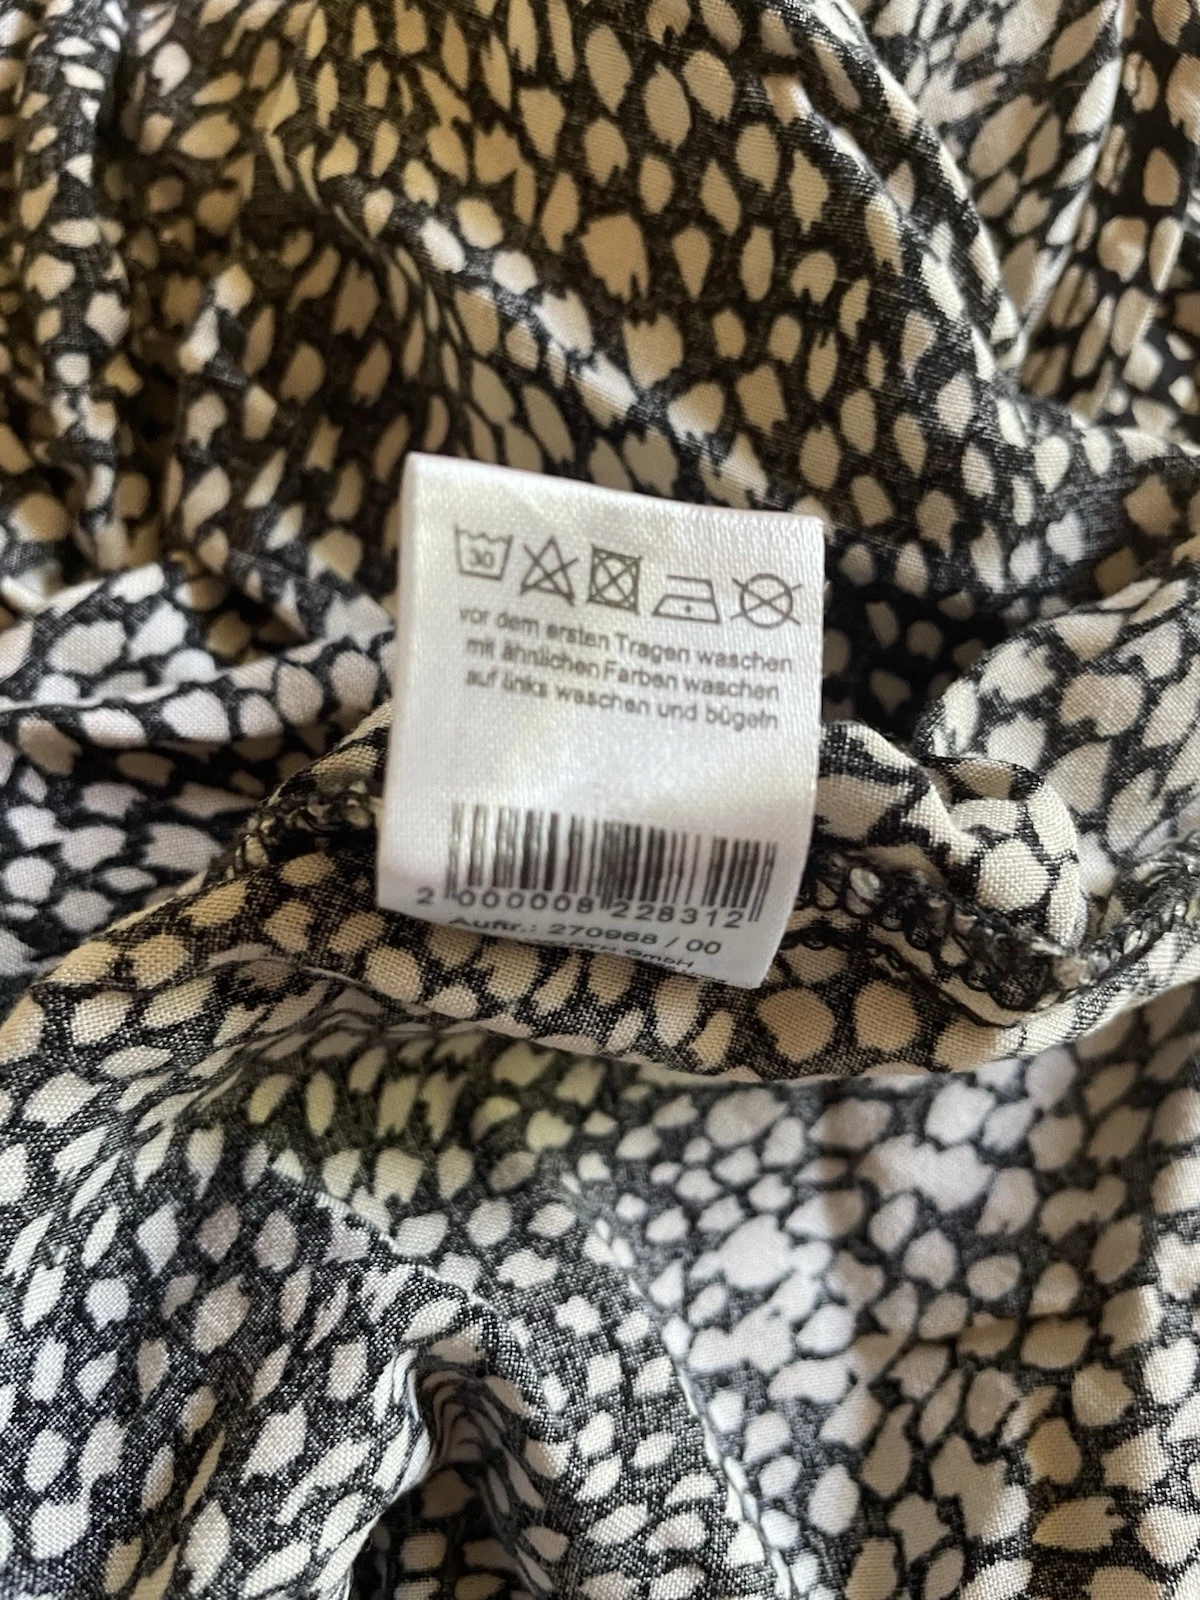 30
vor dem ersten Tragen waschen
mit ähnlichen Farben waschen
auf links waschen und bügeln
2 000008 228312
Auftr.: 270968 / 00
GmbH